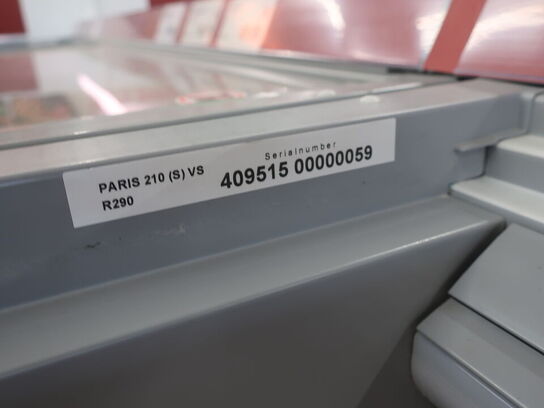 PARIS 210 (S) VS
R290
Serialnumber
409515 00000059